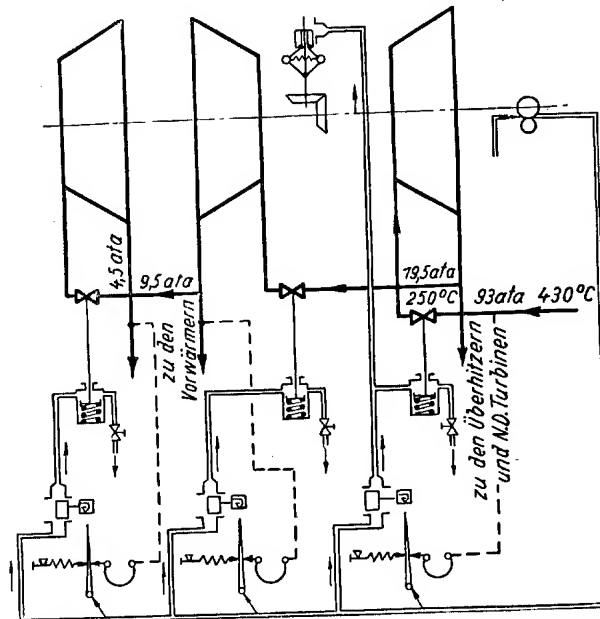 4,5 ata
9,5 ata
zu den
Vorwärmern
19,5 ata
250°C
93 ata
430°C
zu den Überhitzern
und N.D. Turbinen